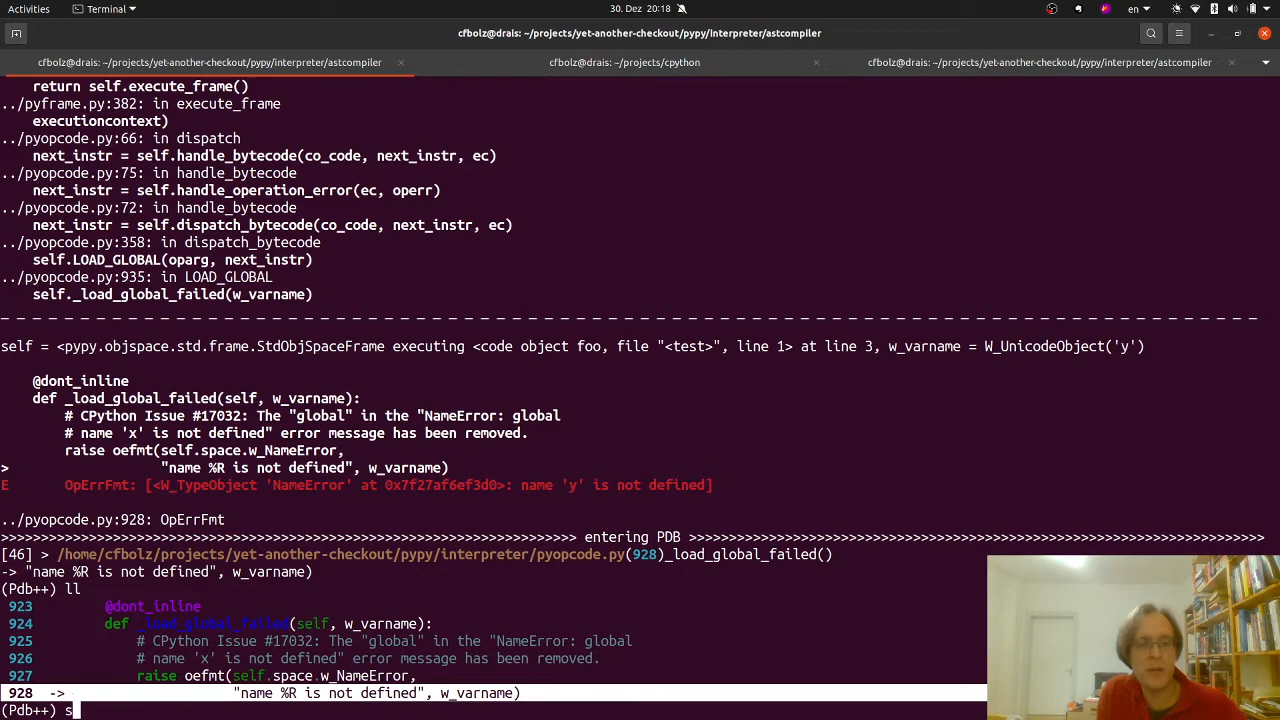 Activities
Terminal
30. Dez 20:18
en
cfbolz@drais: ~/projects/yet-another-checkout/pypy/interpreter/astcompiler
cfbolz@drais: ~/projects/yet-another-checkout/pypy/interpreter/astcompiler
cfbolz@drais: ~/projects/cpython
cfbolz@drais: ~/projects/yet-another-checkout/pypy/interpreter/astcompiler
    return self.execute_frame()
../pyframe.py:382: in execute_frame
    executioncontext)
../pyopcode.py:66: in dispatch
    next_instr = self.handle_bytecode(co_code, next_instr, ec)
../pyopcode.py:75: in handle_bytecode
    next_instr = self.handle_operation_error(ec, operr)
../pyopcode.py:72: in handle_bytecode
    next_instr = self.dispatch_bytecode(co_code, next_instr, ec)
../pyopcode.py:358: in dispatch_bytecode
    self.LOAD_GLOBAL(oparg, next_instr)
../pyopcode.py:935: in LOAD_GLOBAL
    self._load_global_failed(w_varname)
_ _ _ _ _ _ _ _ _ _ _ _ _ _ _ _ _ _ _ _ _ _ _ _ _ _ _ _ _ _ _ _ _ _ _ _ _ _ _ _ _ _ _ _ _ _ _ _ _ _ _ _ _ _ _ _ _ _ _ _ _ _ _ _ _ _ _ _ _ _ _ _ _ _ _ _ _ _ _
self = <pypy.objspace.std.frame.StdObjSpaceFrame executing <code object foo, file "<test>", line 1> at line 3, w_varname = W_UnicodeObject('y')
    @dont_inline
    def _load_global_failed(self, w_varname):
        # CPython Issue #17032: The "global" in the "NameError: global
        # name 'x' is not defined" error message has been removed.
        raise oefmt(self.space.w_NameError,
>                   "name %R is not defined", w_varname)
E       OpErrFmt: [<W_TypeObject 'NameError' at 0x7f27af6ef3d0>: name 'y' is not defined]
../pyopcode.py:928: OpErrFmt
>>>>>>>>>>>>>>>>>>>>>>>>>>>>>>>>>>>>>>>>>>>>>>>>>>>>>>>>>>>>>>>>>>>>>>>> entering PDB >>>>>>>>>>>>>>>>>>>>>>>>>>>>>>>>>>>>>>>>>>>>>>>>>>>>>>>>>>>>>>>>>>>>>>>>
[46] > /home/cfbolz/projects/yet-another-checkout/pypy/interpreter/pyopcode.py(928)_load_global_failed()
-> "name %R is not defined", w_varname)
(Pdb++) ll
 923         @dont_inline
 924         def _load_global_failed(self, w_varname):
 925             # CPython Issue #17032: The "global" in the "NameError: global
 926             # name 'x' is not defined" error message has been removed.
 927             raise oefmt(self.space.w_NameError,
 928  ->                     "name %R is not defined", w_varname)
(Pdb++) s